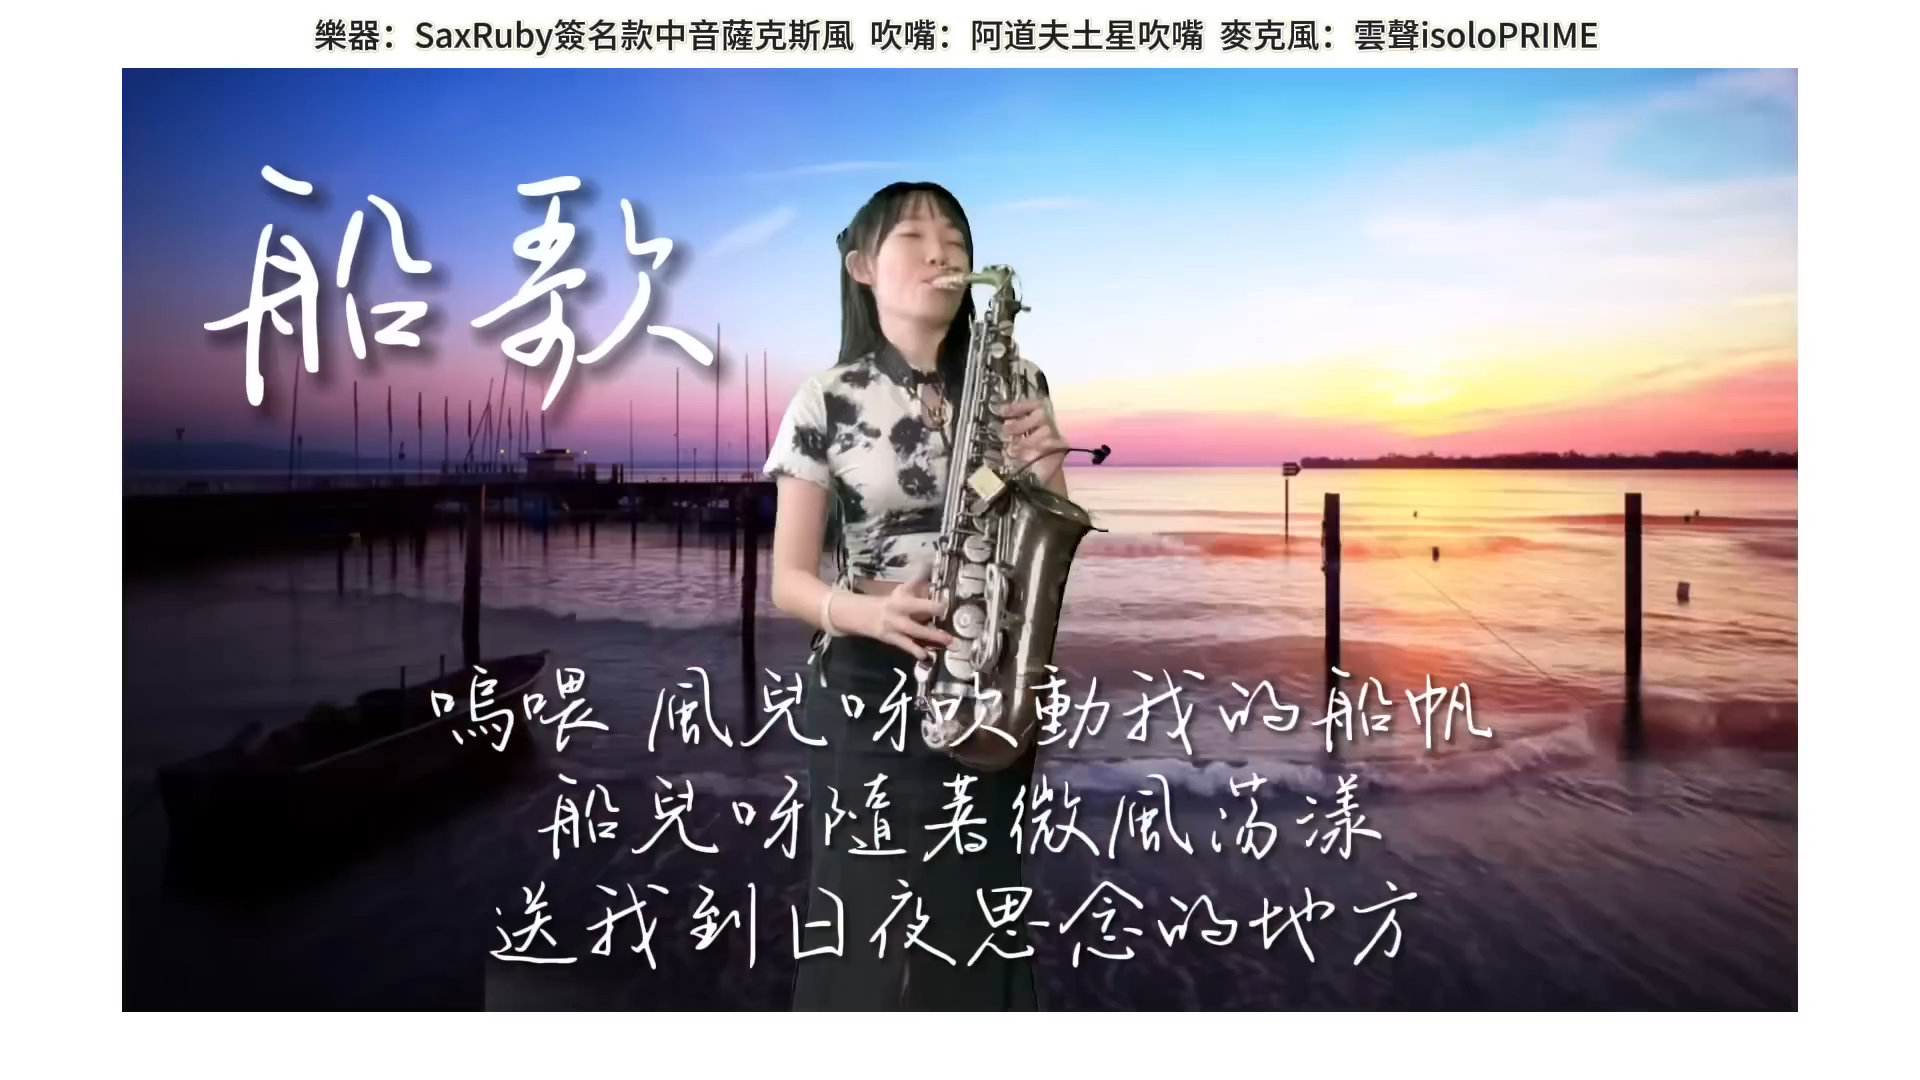 樂器：SaxRuby簽名款中音薩克斯風 吹嘴：阿道夫土星吹嘴 麥克風：雲聲isoloPRIME
船歌
嗚喂 風兒呀吹動我的船帆
船兒呀隨著微風蕩漾
送我到日夜思念的地方